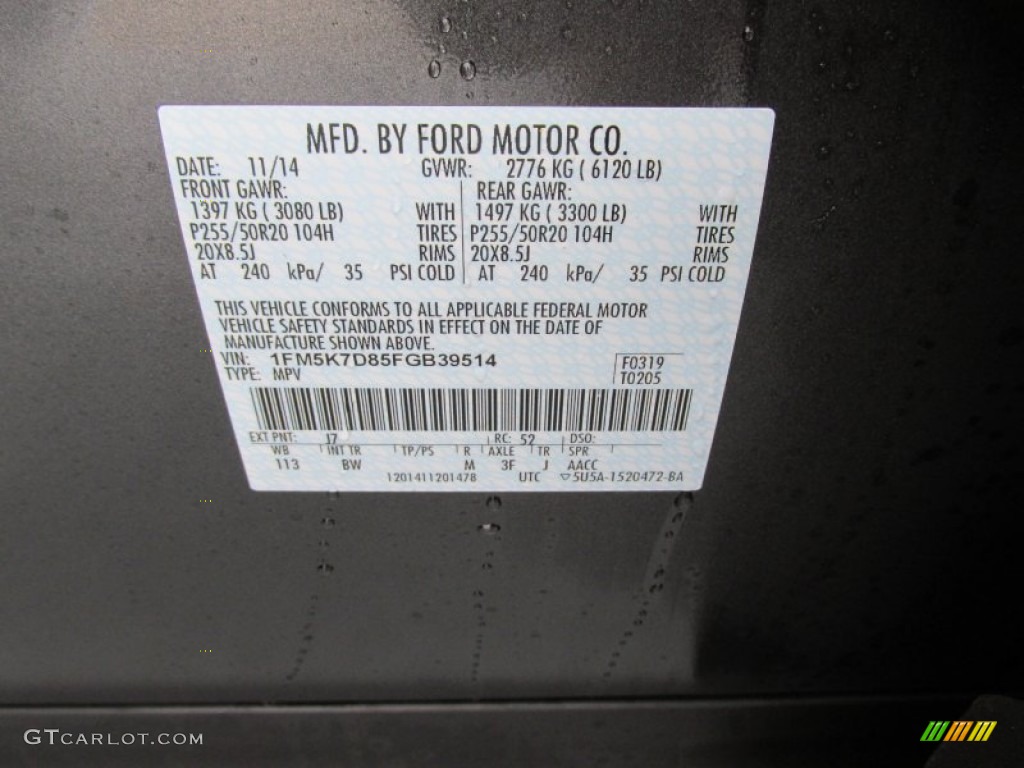 MFD. BY FORD MOTOR CO.
DATE: 11/14 GVWR: 2776 KG ( 6120 LB)
FRONT GAWR: REAR GAWR:
1397 KG ( 3080 LB) WITH 1497 KG ( 3300 LB) WITH
P255/50R20 104H TIRES P255/50R20 104H TIRES
20X8.5J RIMS 20X8.5J RIMS
AT 240 kPa/ 35 PSI COLD AT 240 kPa/ 35 PSI COLD
THIS VEHICLE CONFORMS TO ALL APPLICABLE FEDERAL MOTOR
VEHICLE SAFETY STANDARDS IN EFFECT ON THE DATE OF
MANUFACTURE SHOWN ABOVE.
VIN: 1FM5K7D85FGB39514 F0319
TYPE: MPV T0205
EXT PNT: J7 RC: 52 DSO:
WB INT TR TP/PS R AXLE TR SPR
113 BW M 3F J AACC
1201411201478 UTC ▽5U5A-1520472-BA
GTCARLOT.COM